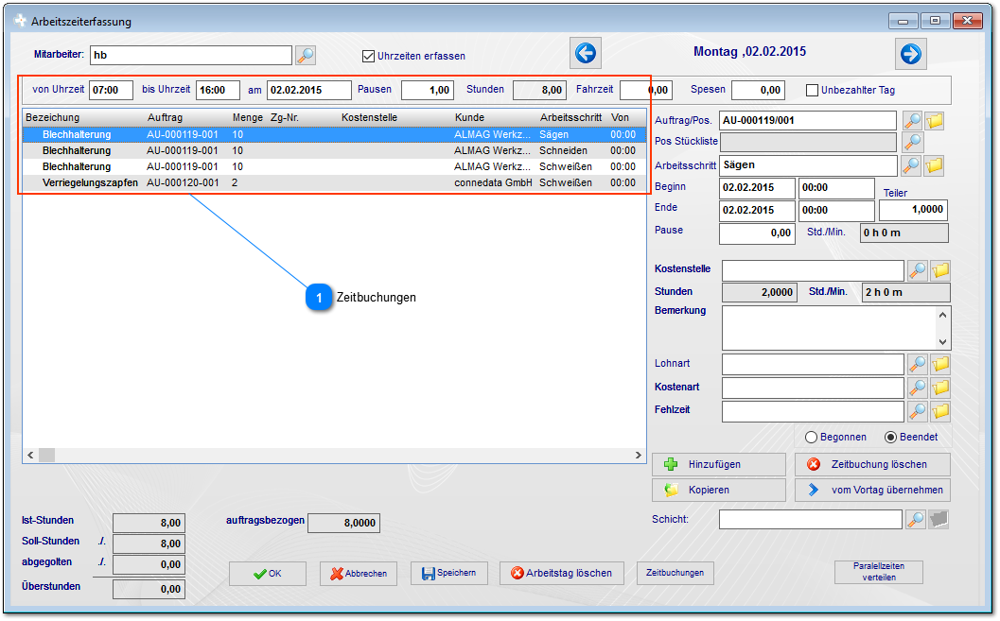 Arbeitszeiterfassung
Mitarbeiter: hb Uhrzeiten erfassen Montag ,02.02.2015
von Uhrzeit 07:00 bis Uhrzeit 16:00 am 02.02.2015 Pausen 1,00 Stunden 8,00 Fahrzeit 0,00 Spesen 0,00 Unbezahlter Tag
Blezeichung Auftrag Menge Zg-Nr. Kostenstelle Kunde Arbeitsschritt Von
Blechhalterung AU-000119-001 10 ALMAG Werkz... Sägen 00:00
Blechhalterung AU-000119-001 10 ALMAG Werkz... Schneiden 00:00
Blechhalterung AU-000119-001 10 ALMAG Werkz... Schweißen 00:00
Verriegelungszapfen AU-000120-001 2 connedata GmbH Schweißen 00:00
1 Zeitbuchungen
Auftrag/Pos. AU-000119/001
Pos Stückliste
Arbeitsschritt Sägen
Beginn 02.02.2015 00:00 Teiler
Ende 02.02.2015 00:00 1,0000
Pause 0,00 Std./Min. 0 h 0 m
Kostenstelle
Stunden 2,0000 Std./Min. 2 h 0 m
Bemerkung
Lohnart
Kostenart
Fehlzeit
Begonnen Beendet
Hinzufügen Zeitbuchung löschen
Kopieren vom Vortag übernehmen
Schicht:
Ist-Stunden 8,00 auftragsbezogen 8,0000
Soll-Stunden ./. 8,00
abgegolten ./. 0,00
Überstunden 0,00
OK Abbrechen Speichern Arbeitstag löschen Zeitbuchungen Paralellzeiten
verteilen